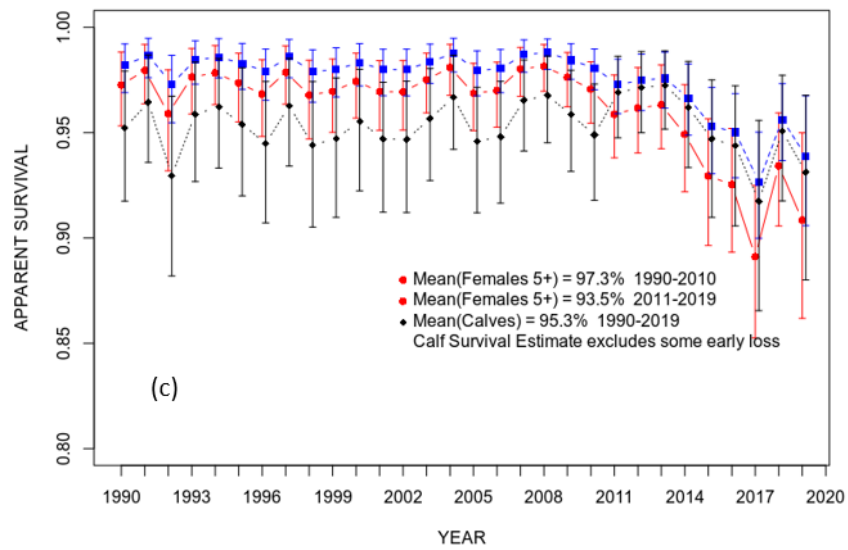 1.00
0.95
0.90
0.85
0.80
APPARENT SURVIVAL
Mean(Females 5+) = 97.3% 1990-2010
Mean(Females 5+) = 93.5% 2011-2019
Mean(Calves) = 95.3% 1990-2019
Calf Survival Estimate excludes some early loss
(c)
1990 1993 1996 1999 2002 2005 2008 2011 2014 2017 2020
YEAR